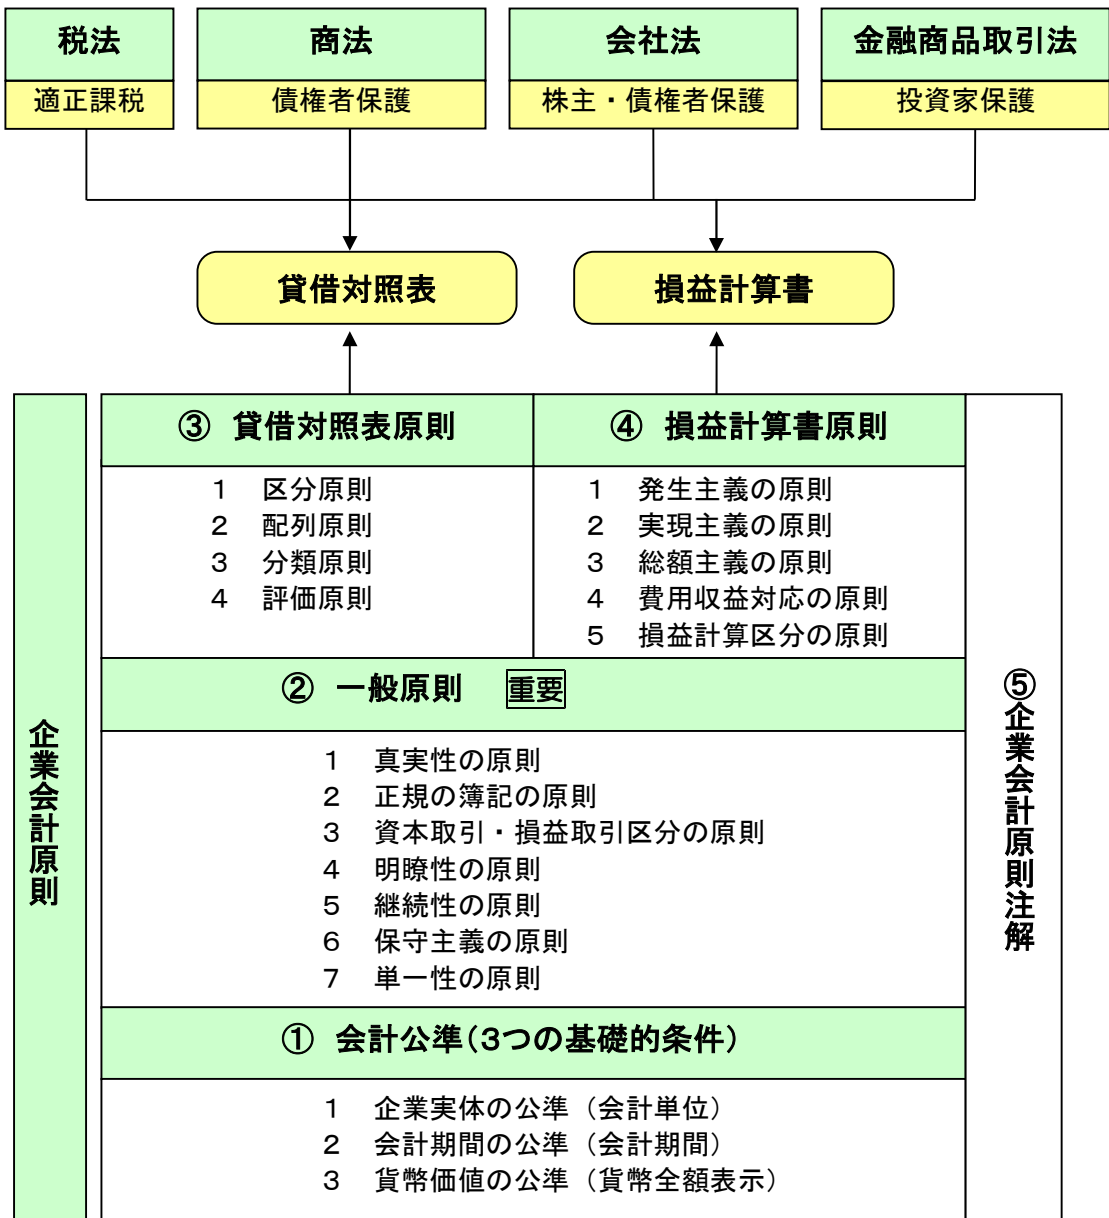 税法
商法
会社法
金融商品取引法
適正課税
債権者保護
株主・債権者保護
投資家保護
貸借対照表
損益計算書
③ 貸借対照表原則
④ 損益計算書原則
1 区分原則
2 配列原則
3 分類原則
4 評価原則
1 発生主義の原則
2 実現主義の原則
3 総額主義の原則
4 費用収益対応の原則
5 損益計算区分の原則
② 一般原則 重要
1 真実性の原則
2 正規の簿記の原則
3 資本取引・損益取引区分の原則
4 明瞭性の原則
5 継続性の原則
6 保守主義の原則
7 単一性の原則
① 会計公準(3つの基礎的条件)
1 企業実体の公準(会計単位)
2 会計期間の公準(会計期間)
3 貨幣価値の公準(貨幣全額表示)
企業会計原則
⑤企業会計原則注解